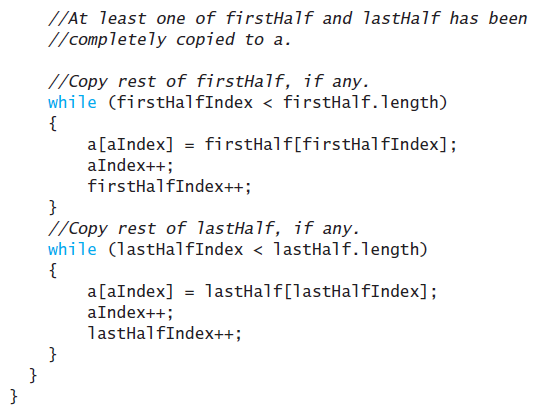 //At least one of firstHalf and lastHalf has been
//completely copied to a.
//Copy rest of firstHalf, if any.
while (firstHalfIndex < firstHalf.length)
{
a[aIndex] = firstHalf[firstHalfIndex];
aIndex++;
firstHalfIndex++;
}
//Copy rest of lastHalf, if any.
while (lastHalfIndex < lastHalf.length)
{
a[aIndex] = lastHalf[lastHalfIndex];
aIndex++;
lastHalfIndex++;
}
}
}